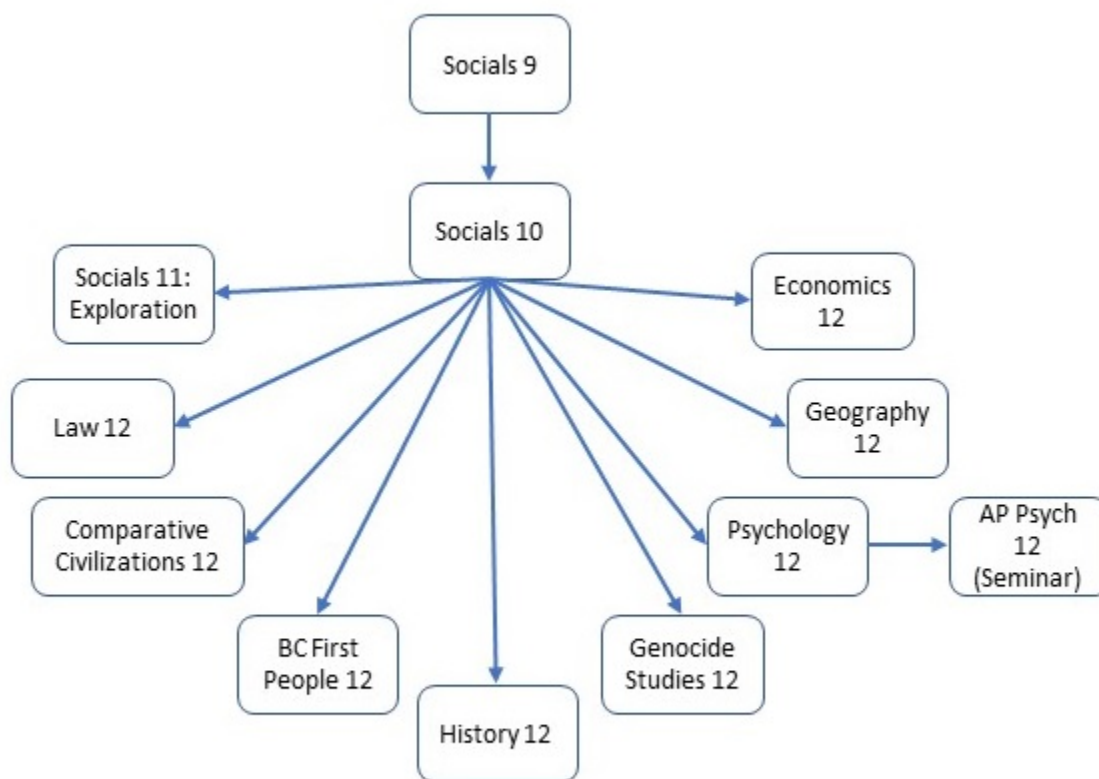 Socials 9
Socials 10
Socials 11:
Exploration
Economics
12
Law 12
Geography
12
Comparative
Civilizations 12
Psychology
12
AP Psych
12
(Seminar)
BC First
People 12
Genocide
Studies 12
History 12